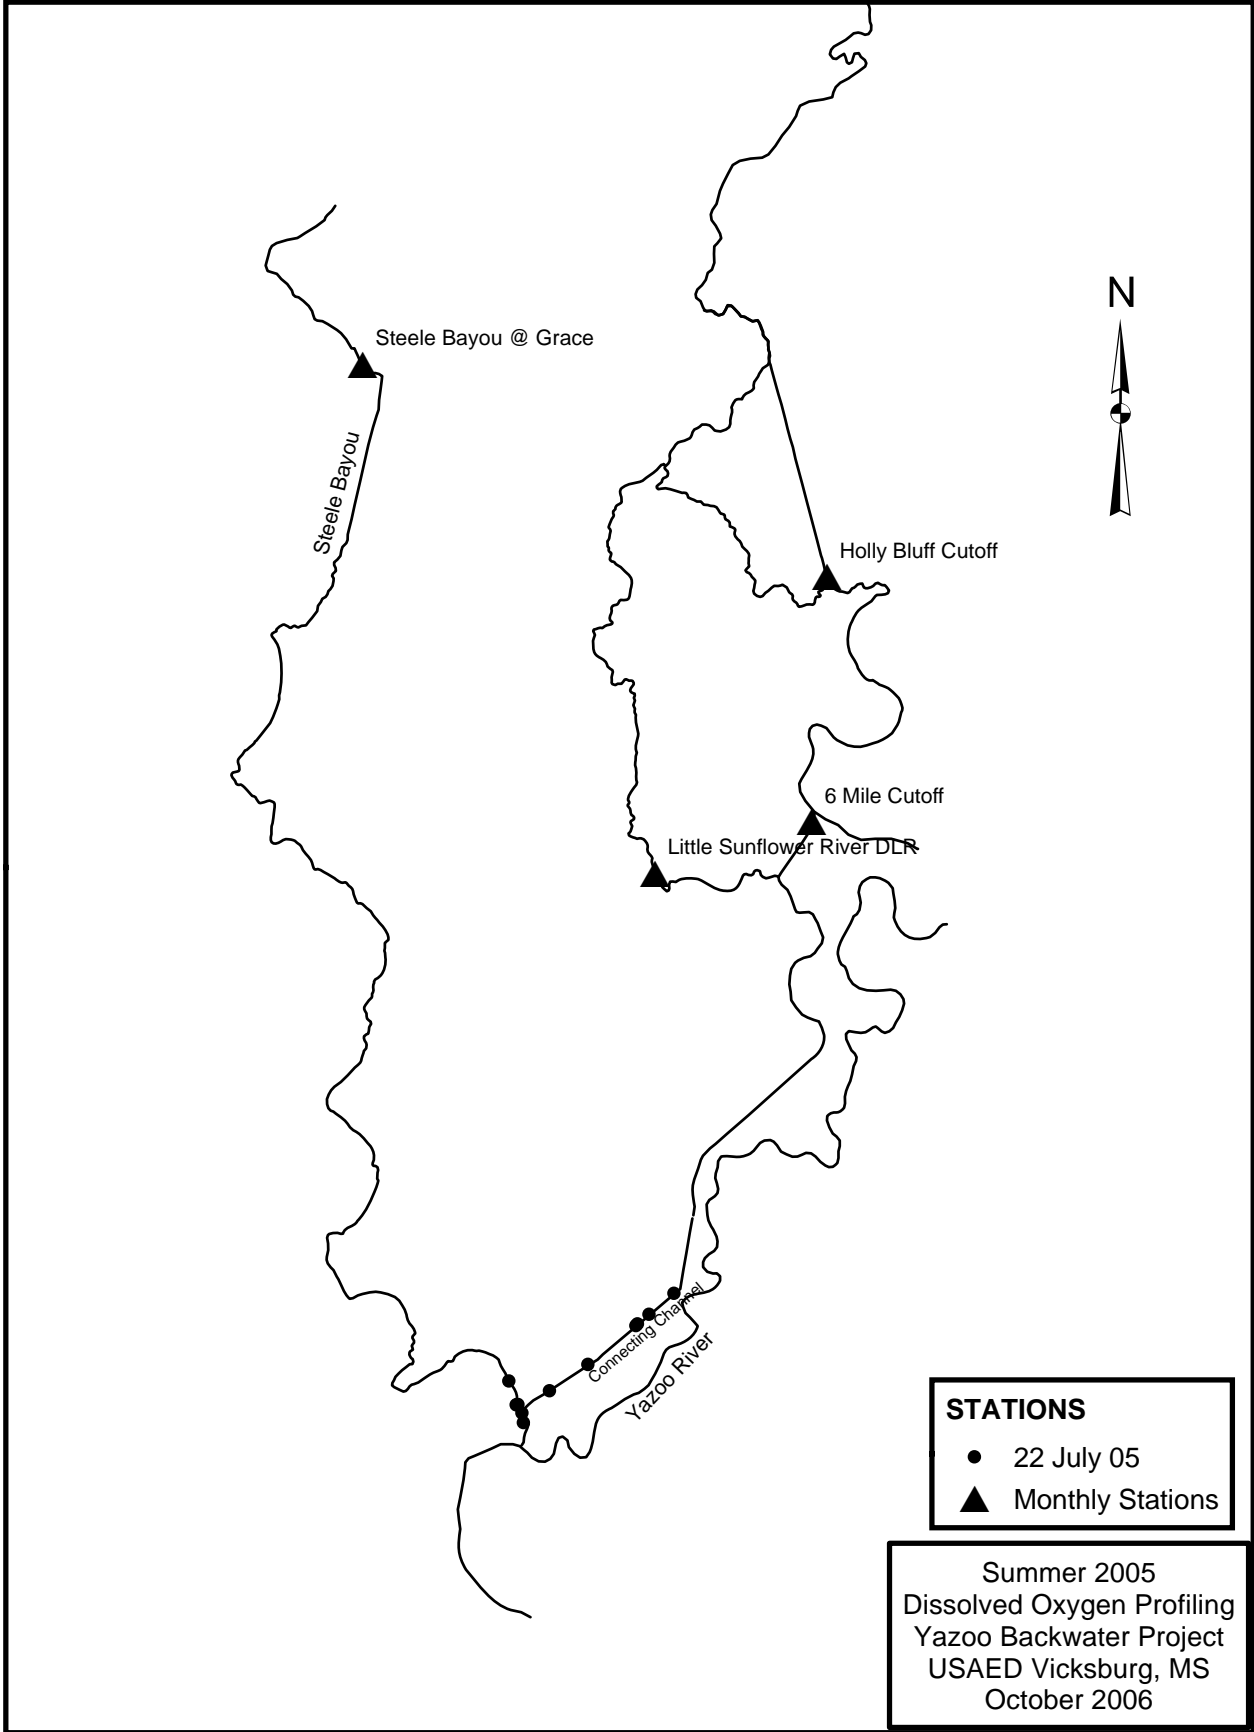 N
Steele Bayou @ Grace
Steele Bayou
Holly Bluff Cutoff
6 Mile Cutoff
Little Sunflower River DLR
Connecting Channel
Yazoo River
STATIONS
22 July 05
Monthly Stations
Summer 2005
Dissolved Oxygen Profiling
Yazoo Backwater Project
USAED Vicksburg, MS
October 2006